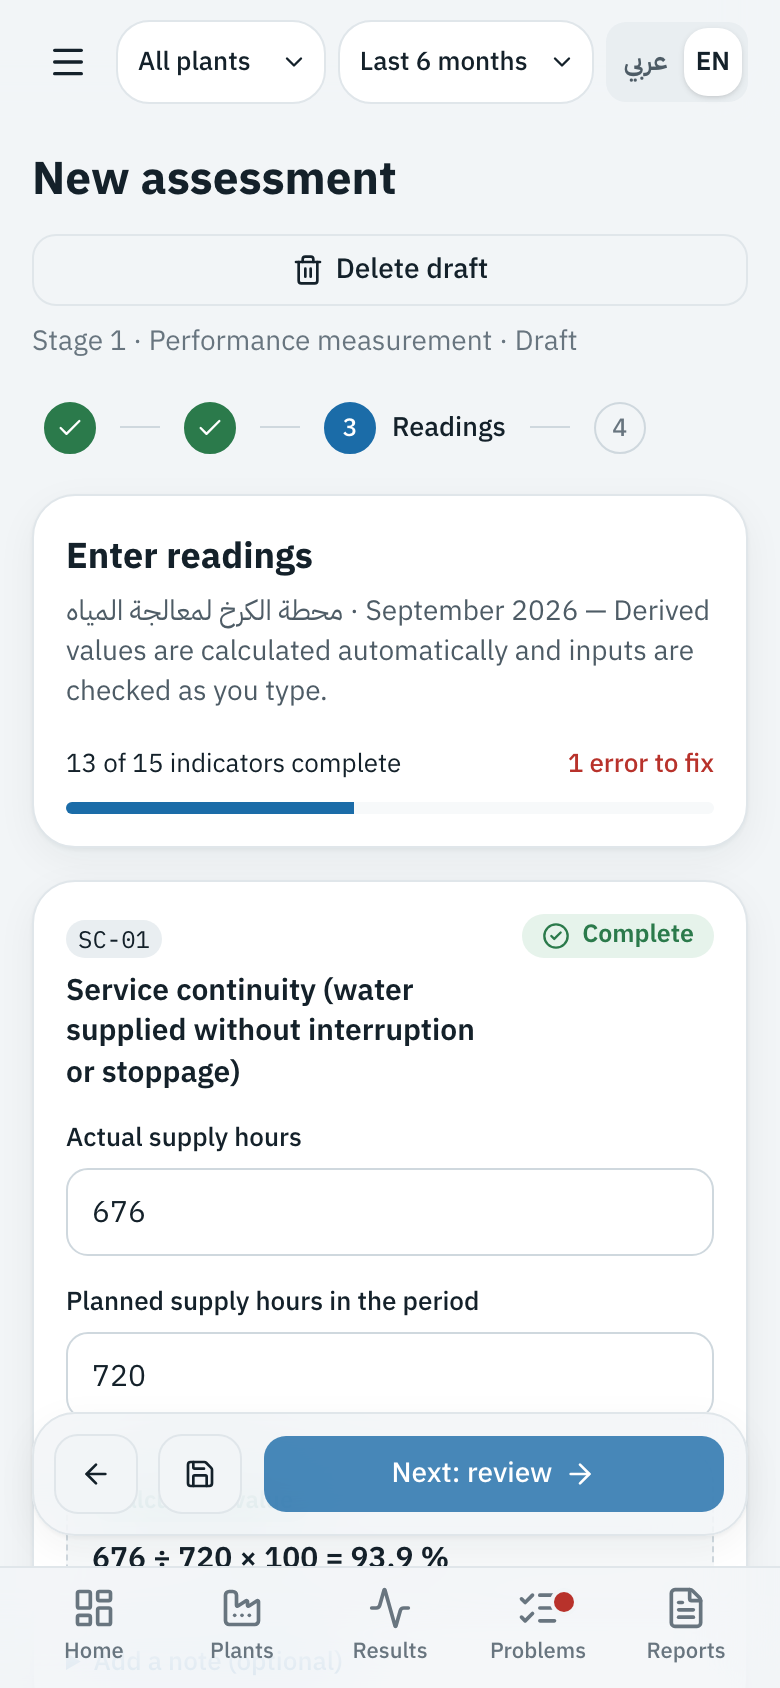 All plants
Last 6 months
عربي
EN
New assessment
Delete draft
Stage 1 · Performance measurement · Draft
3
Readings
4
Enter readings
محطة الكرخ لمعالجة المياه · September 2026 — Derived
values are calculated automatically and inputs are
checked as you type.
13 of 15 indicators complete
1 error to fix
SC-01
Complete
Service continuity (water
supplied without interruption
or stoppage)
Actual supply hours
676
Planned supply hours in the period
720
Next: review
676 ÷ 720 × 100 = 93.9 %
Home
Plants
Results
Problems
Reports
Add a note (optional)